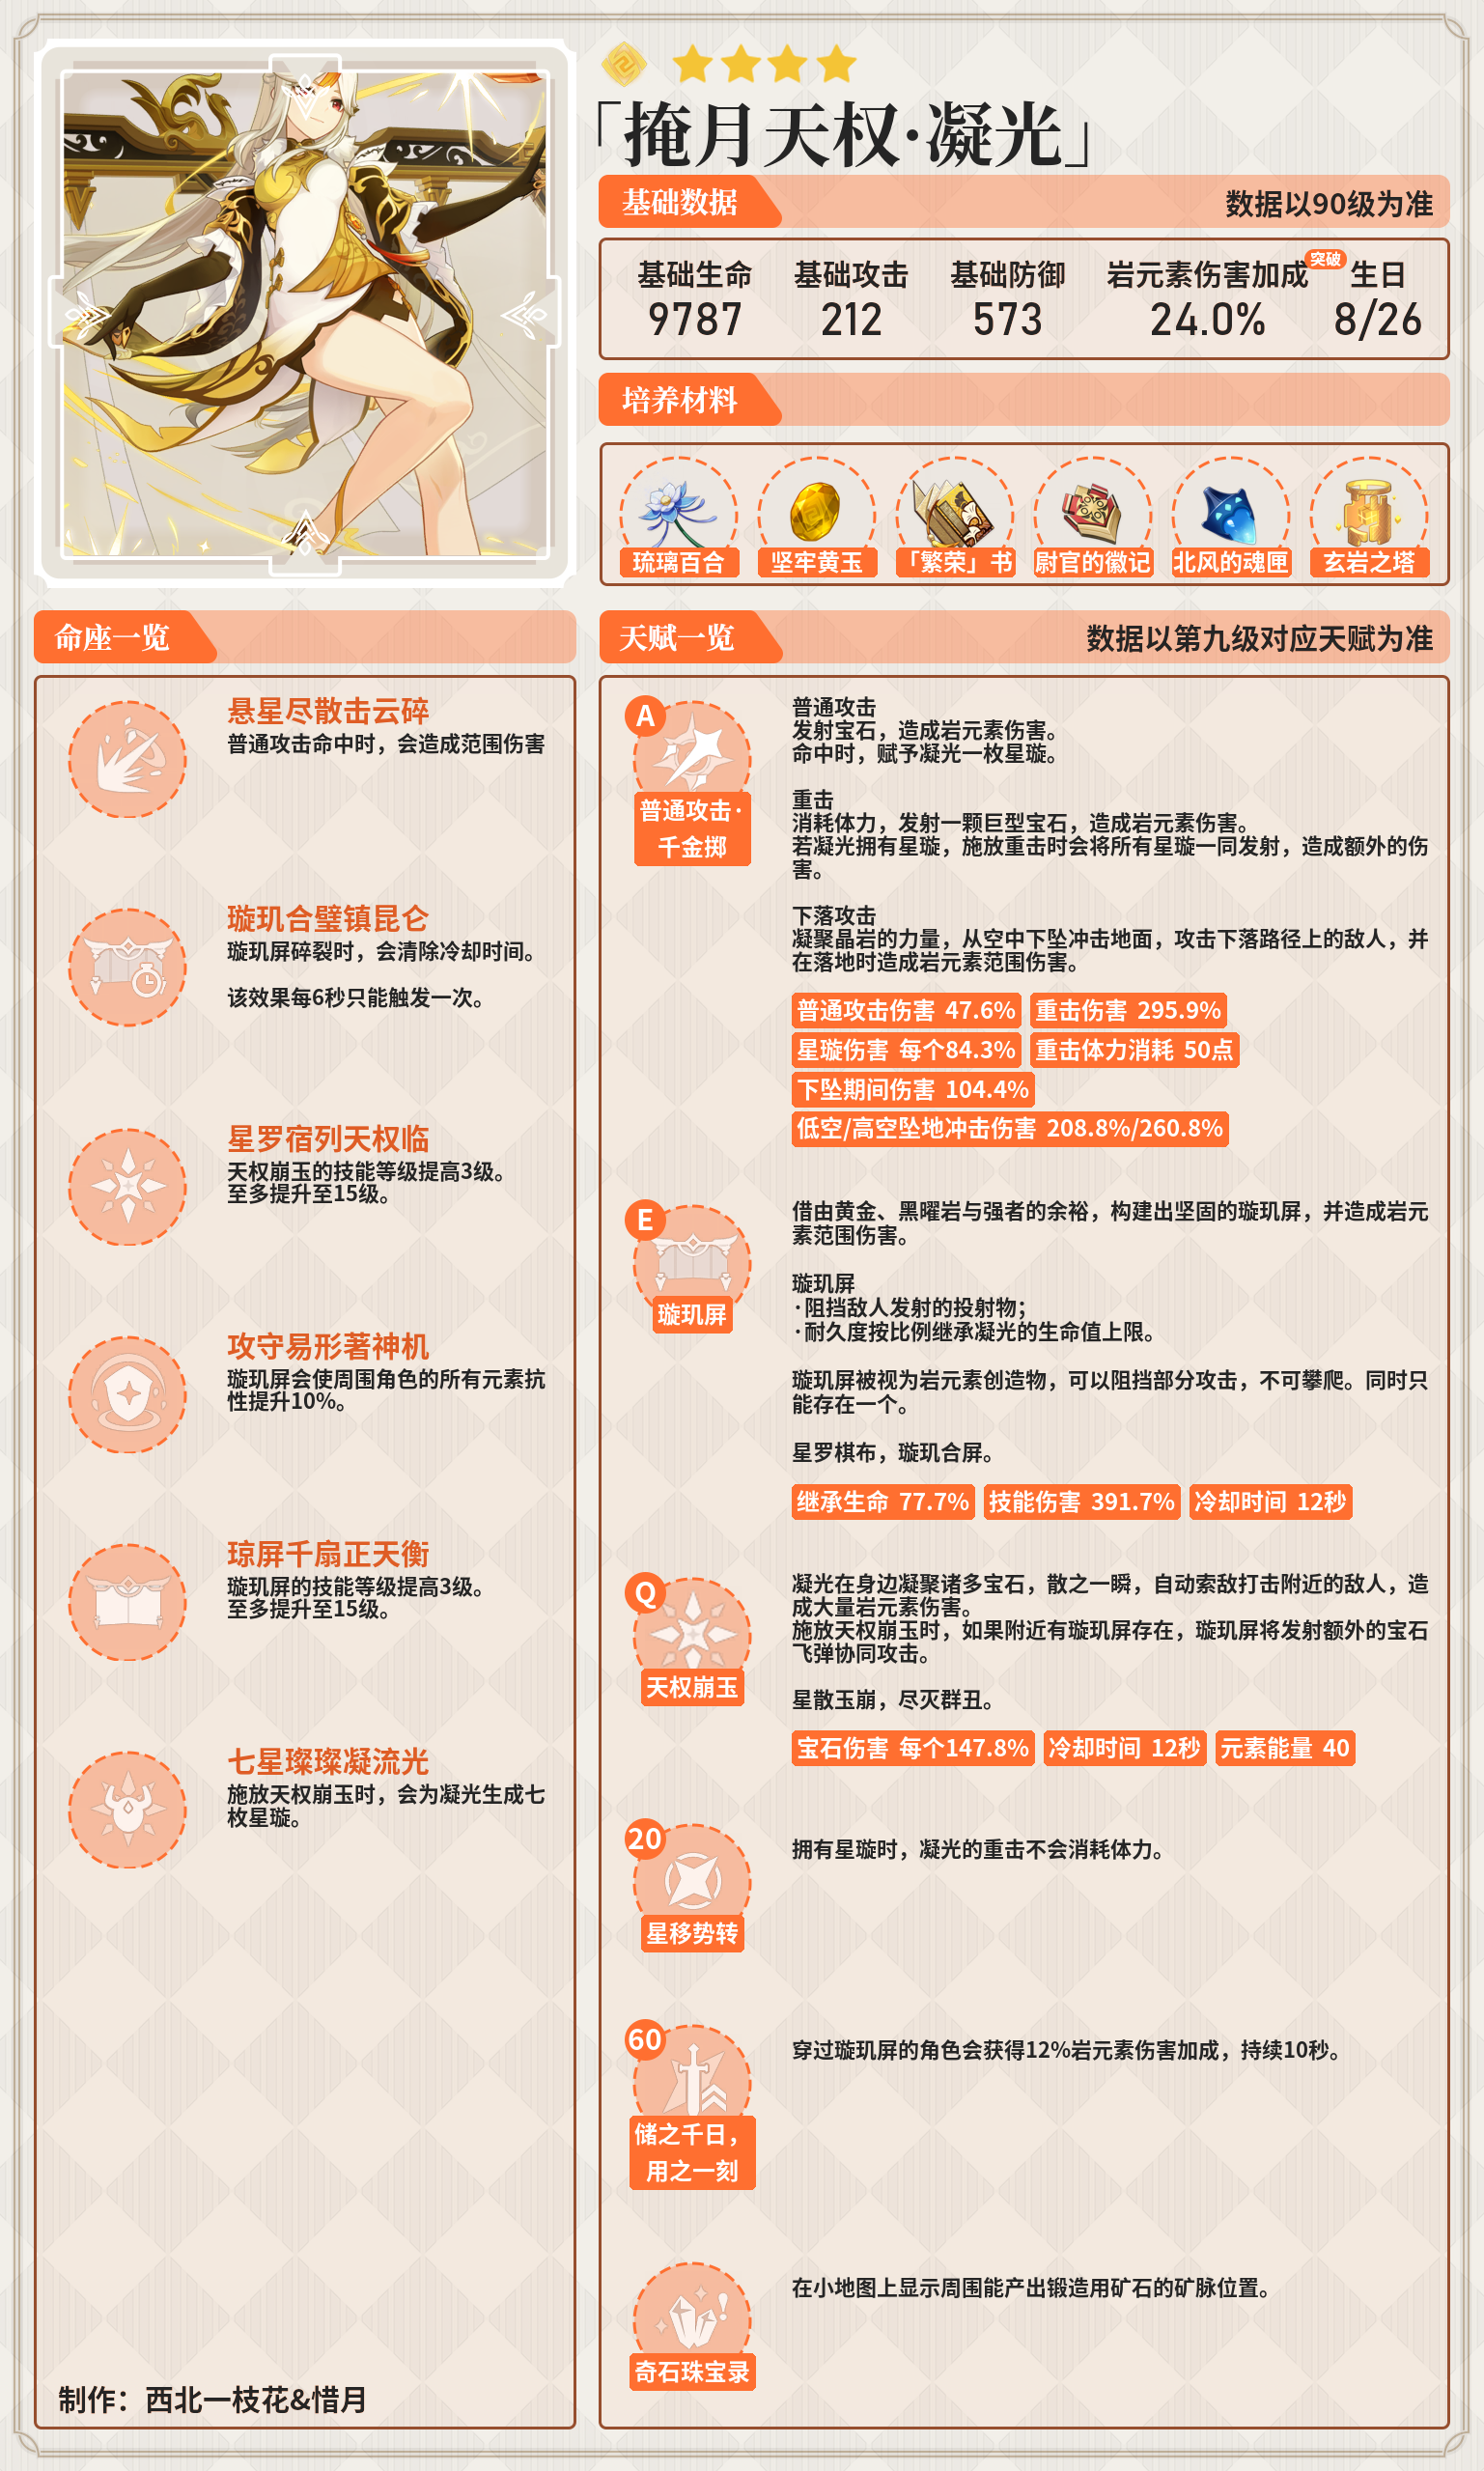 「掩月天权·凝光」
基础数据
数据以90级为准
基础生命 基础攻击 基础防御 岩元素伤害加成 突破 生日
9787 212 573 24.0% 8/26
培养材料
琉璃百合 坚牢黄玉 「繁荣」书 尉官的徽记 北风的魂匣 玄岩之塔
命座一览
悬星尽散击云碎
普通攻击命中时，会造成范围伤害
璇玑合璧镇昆仑
璇玑屏碎裂时，会清除冷却时间。
该效果每6秒只能触发一次。
星罗宿列天权临
天权崩玉的技能等级提高3级。
至多提升至15级。
攻守易形著神机
璇玑屏会使周围角色的所有元素抗
性提升10%。
琼屏千扇正天衡
璇玑屏的技能等级提高3级。
至多提升至15级。
七星璨璨凝流光
施放天权崩玉时，会为凝光生成七
枚星璇。
制作：西北一枝花&惜月
天赋一览
数据以第九级对应天赋为准
A
普通攻击·
千金掷
普通攻击
发射宝石，造成岩元素伤害。
命中时，赋予凝光一枚星璇。
重击
消耗体力，发射一颗巨型宝石，造成岩元素伤害。
若凝光拥有星璇，施放重击时会将所有星璇一同发射，造成额外的伤
害。
下落攻击
凝聚晶岩的力量，从空中下坠冲击地面，攻击下落路径上的敌人，并
在落地时造成岩元素范围伤害。
普通攻击伤害 47.6% 重击伤害 295.9%
星璇伤害 每个84.3% 重击体力消耗 50点
下坠期间伤害 104.4%
低空/高空坠地冲击伤害 208.8%/260.8%
E
璇玑屏
借由黄金、黑曜岩与强者的余裕，构建出坚固的璇玑屏，并造成岩元
素范围伤害。
璇玑屏
·阻挡敌人发射的投射物；
·耐久度按比例继承凝光的生命值上限。
璇玑屏被视为岩元素创造物，可以阻挡部分攻击，不可攀爬。同时只
能存在一个。
星罗棋布，璇玑合屏。
继承生命 77.7% 技能伤害 391.7% 冷却时间 12秒
Q
天权崩玉
凝光在身边凝聚诸多宝石，散之一瞬，自动索敌打击附近的敌人，造
成大量岩元素伤害。
施放天权崩玉时，如果附近有璇玑屏存在，璇玑屏将发射额外的宝石
飞弹协同攻击。
星散玉崩，尽灭群丑。
宝石伤害 每个147.8% 冷却时间 12秒 元素能量 40
20
星移势转
拥有星璇时，凝光的重击不会消耗体力。
60
储之千日，
用之一刻
穿过璇玑屏的角色会获得12%岩元素伤害加成，持续10秒。
奇石珠宝录
在小地图上显示周围能产出锻造用矿石的矿脉位置。